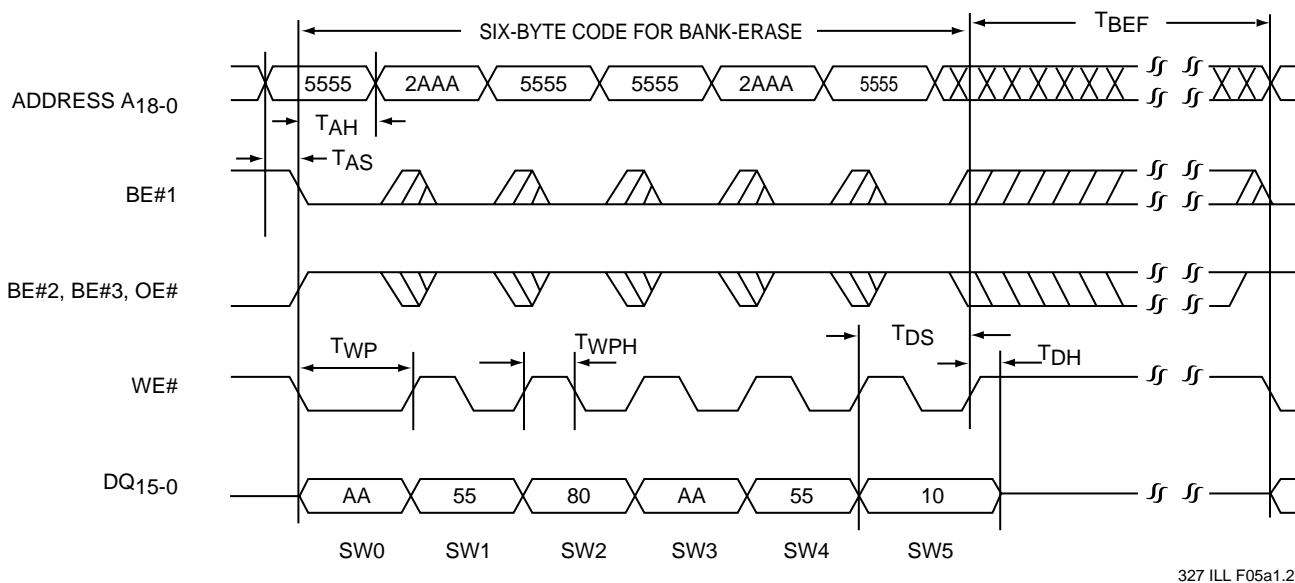 SIX-BYTE CODE FOR BANK-ERASE
TBEF
ADDRESS A18-0
5555 2AAA 5555 5555 2AAA 5555
TAH
TAS
BE#1
BE#2, BE#3, OE#
TWP TWPH TDS TDH
WE#
DQ15-0
AA 55 80 AA 55 10
SW0 SW1 SW2 SW3 SW4 SW5
327 ILL F05a1.2